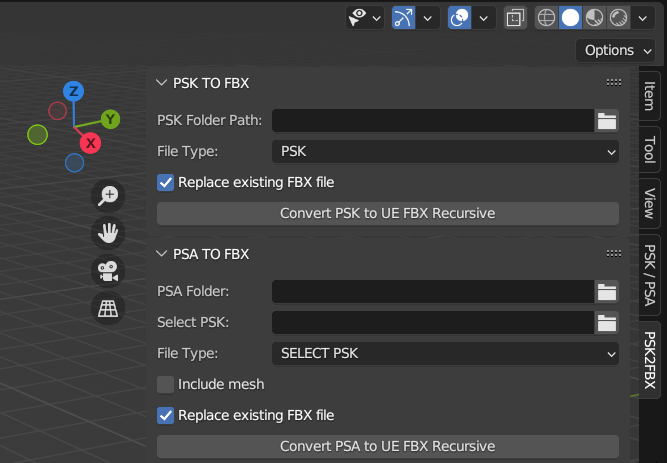 Options
PSK TO FBX
PSK Folder Path:
File Type: PSK
Replace existing FBX file
Convert PSK to UE FBX Recursive
PSA TO FBX
PSA Folder:
Select PSK:
File Type: SELECT PSK
Include mesh
Replace existing FBX file
Convert PSA to UE FBX Recursive
Z
Y
X
Item
Tool
View
PSK / PSA
PSK2FBX